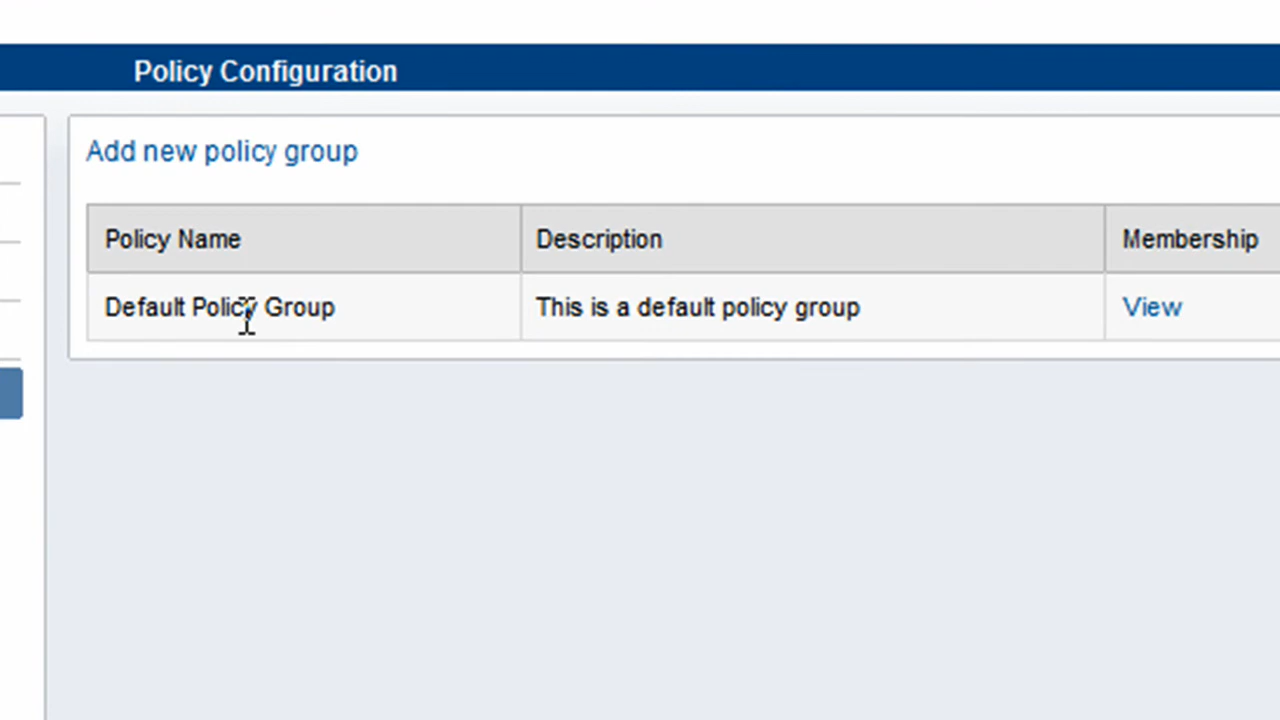 Policy Configuration
Add new policy group
Policy Name Description Membership
Default Policy Group This is a default policy group View